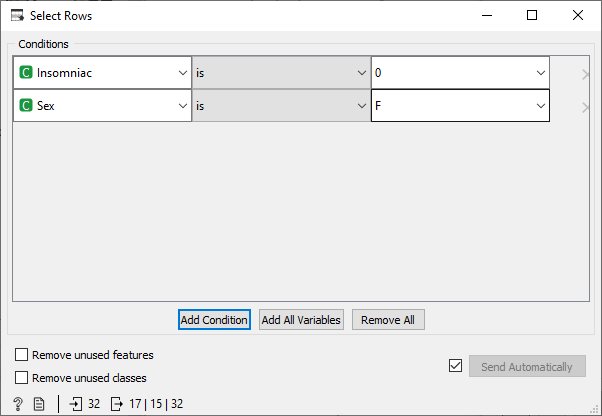 Select Rows
Conditions
C Insomniac is 0
C Sex is F
Add Condition Add All Variables Remove All
Remove unused features
Send Automatically
Remove unused classes
? 32 17 | 15 | 32